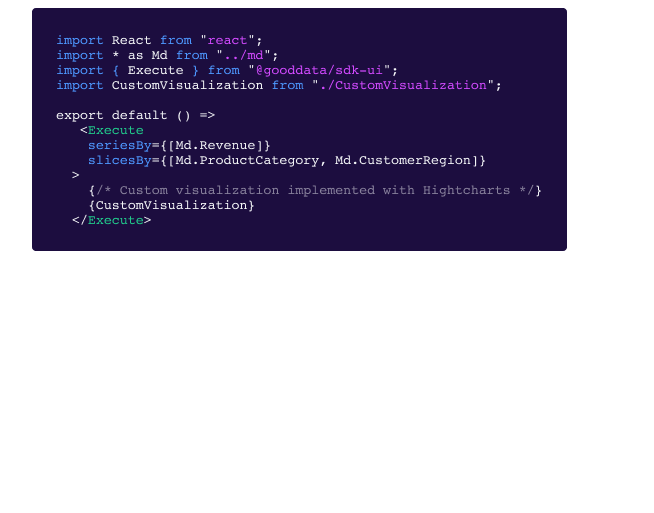 import React from "react";
import * as Md from "../md";
import { Execute } from "@gooddata/sdk-ui";
import CustomVisualization from "./CustomVisualization";
export default () =>
<Execute
seriesBy={[Md.Revenue]}
slicesBy={[Md.ProductCategory, Md.CustomerRegion]}
>
{/* Custom visualization implemented with Hightcharts */}
{CustomVisualization}
</Execute>